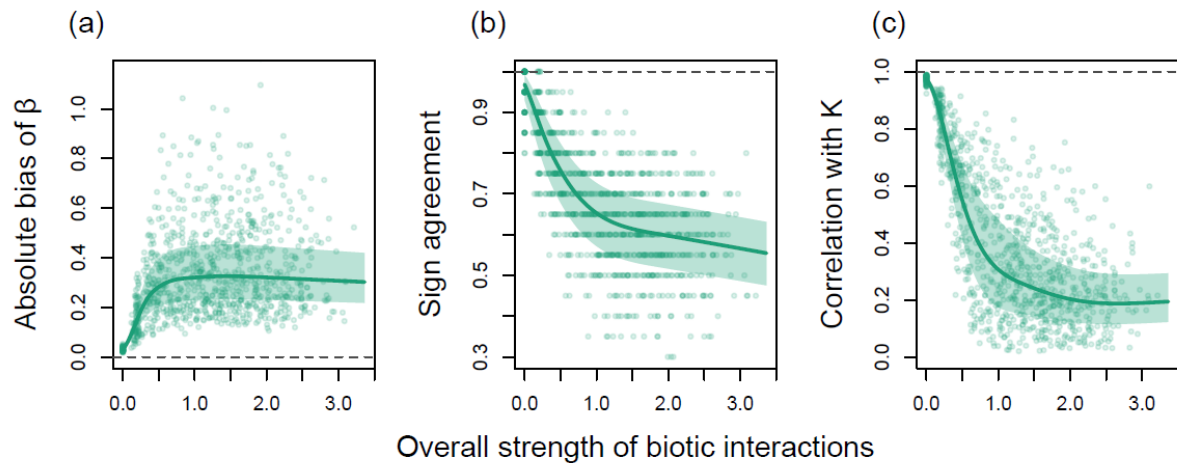 (a)
(b)
(c)
Absolute bias of β
0.0 0.2 0.4 0.6 0.8 1.0
0.0 1.0 2.0 3.0
Sign agreement
0.3 0.5 0.7 0.9
0.0 1.0 2.0 3.0
Correlation with K
0.0 0.2 0.4 0.6 0.8 1.0
0.0 1.0 2.0 3.0
Overall strength of biotic interactions